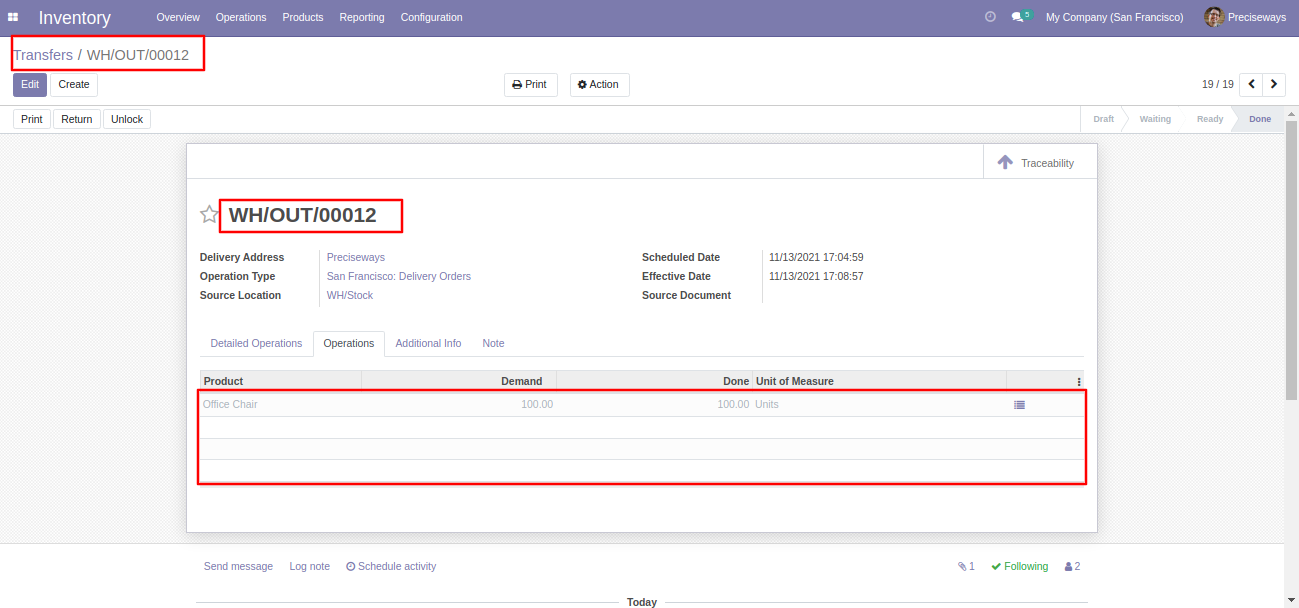 Inventory Overview Operations Products Reporting Configuration 5 My Company (San Francisco) Preciseways
Transfers / WH/OUT/00012
Edit Create Print Action 19 / 19
Print Return Unlock Draft Waiting Ready Done
Traceability
WH/OUT/00012
Delivery Address Preciseways Scheduled Date 11/13/2021 17:04:59
Operation Type San Francisco: Delivery Orders Effective Date 11/13/2021 17:08:57
Source Location WH/Stock Source Document
Detailed Operations Operations Additional Info Note
Product Demand Done Unit of Measure
Office Chair 100.00 100.00 Units
Send message Log note Schedule activity 1 Following 2
Today